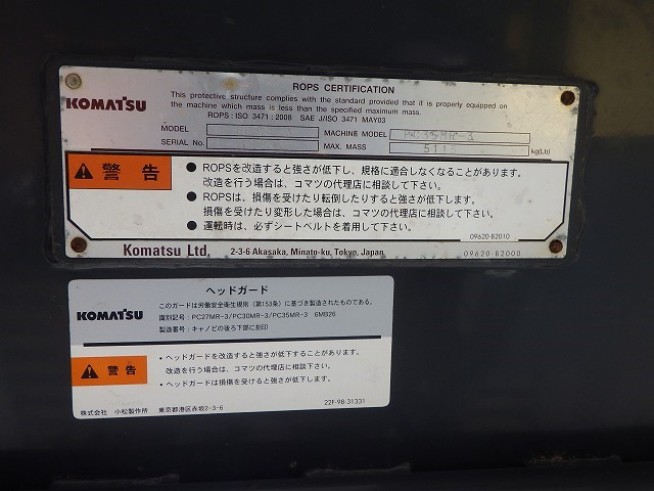 ROPS CERTIFICATION
KOMATSU
This protective structure complies with the standard provided that it is properly equipped on
the machine which mass is less than the specified maximum mass.
ROPS : ISO 3471 : 2008 SAE J/ISO 3471 MAY03
MODEL MACHINE MODEL PC35MR-3
SERIAL No. MAX. MASS kg(Lb)
警告
● ROPSを改造すると強さが低下し、規格に適合しなくなることがあります。
改造を行う場合は、コマツの代理店に相談して下さい。
● ROPSは、損傷を受けたり転倒したりすると強さが低下します。
損傷を受けたり変形した場合は、コマツの代理店に相談して下さい。
● 運転時は、必ずシートベルトを着用して下さい。
09620-B2010
Komatsu Ltd. 2-3-6 Akasaka, Minato-ku, Tokyo, Japan 09620-B2000
ヘッドガード
KOMATSU
このガードは労働安全衛生規則（第153条）に基づき製造されたものである。
識別記号：PC27MR-3/PC30MR-3/PC35MR-3 6MB26
製造番号：キャノピの後ろ下部に刻印
警告
・ヘッドガードを改造すると強さが低下することがあります。
改造を行う場合は、コマツの代理店に相談して下さい。
・ヘッドガードは損傷を受けると強さが低下します。
株式会社 小松製作所 東京都港区赤坂2-3-6 22F-98-31331